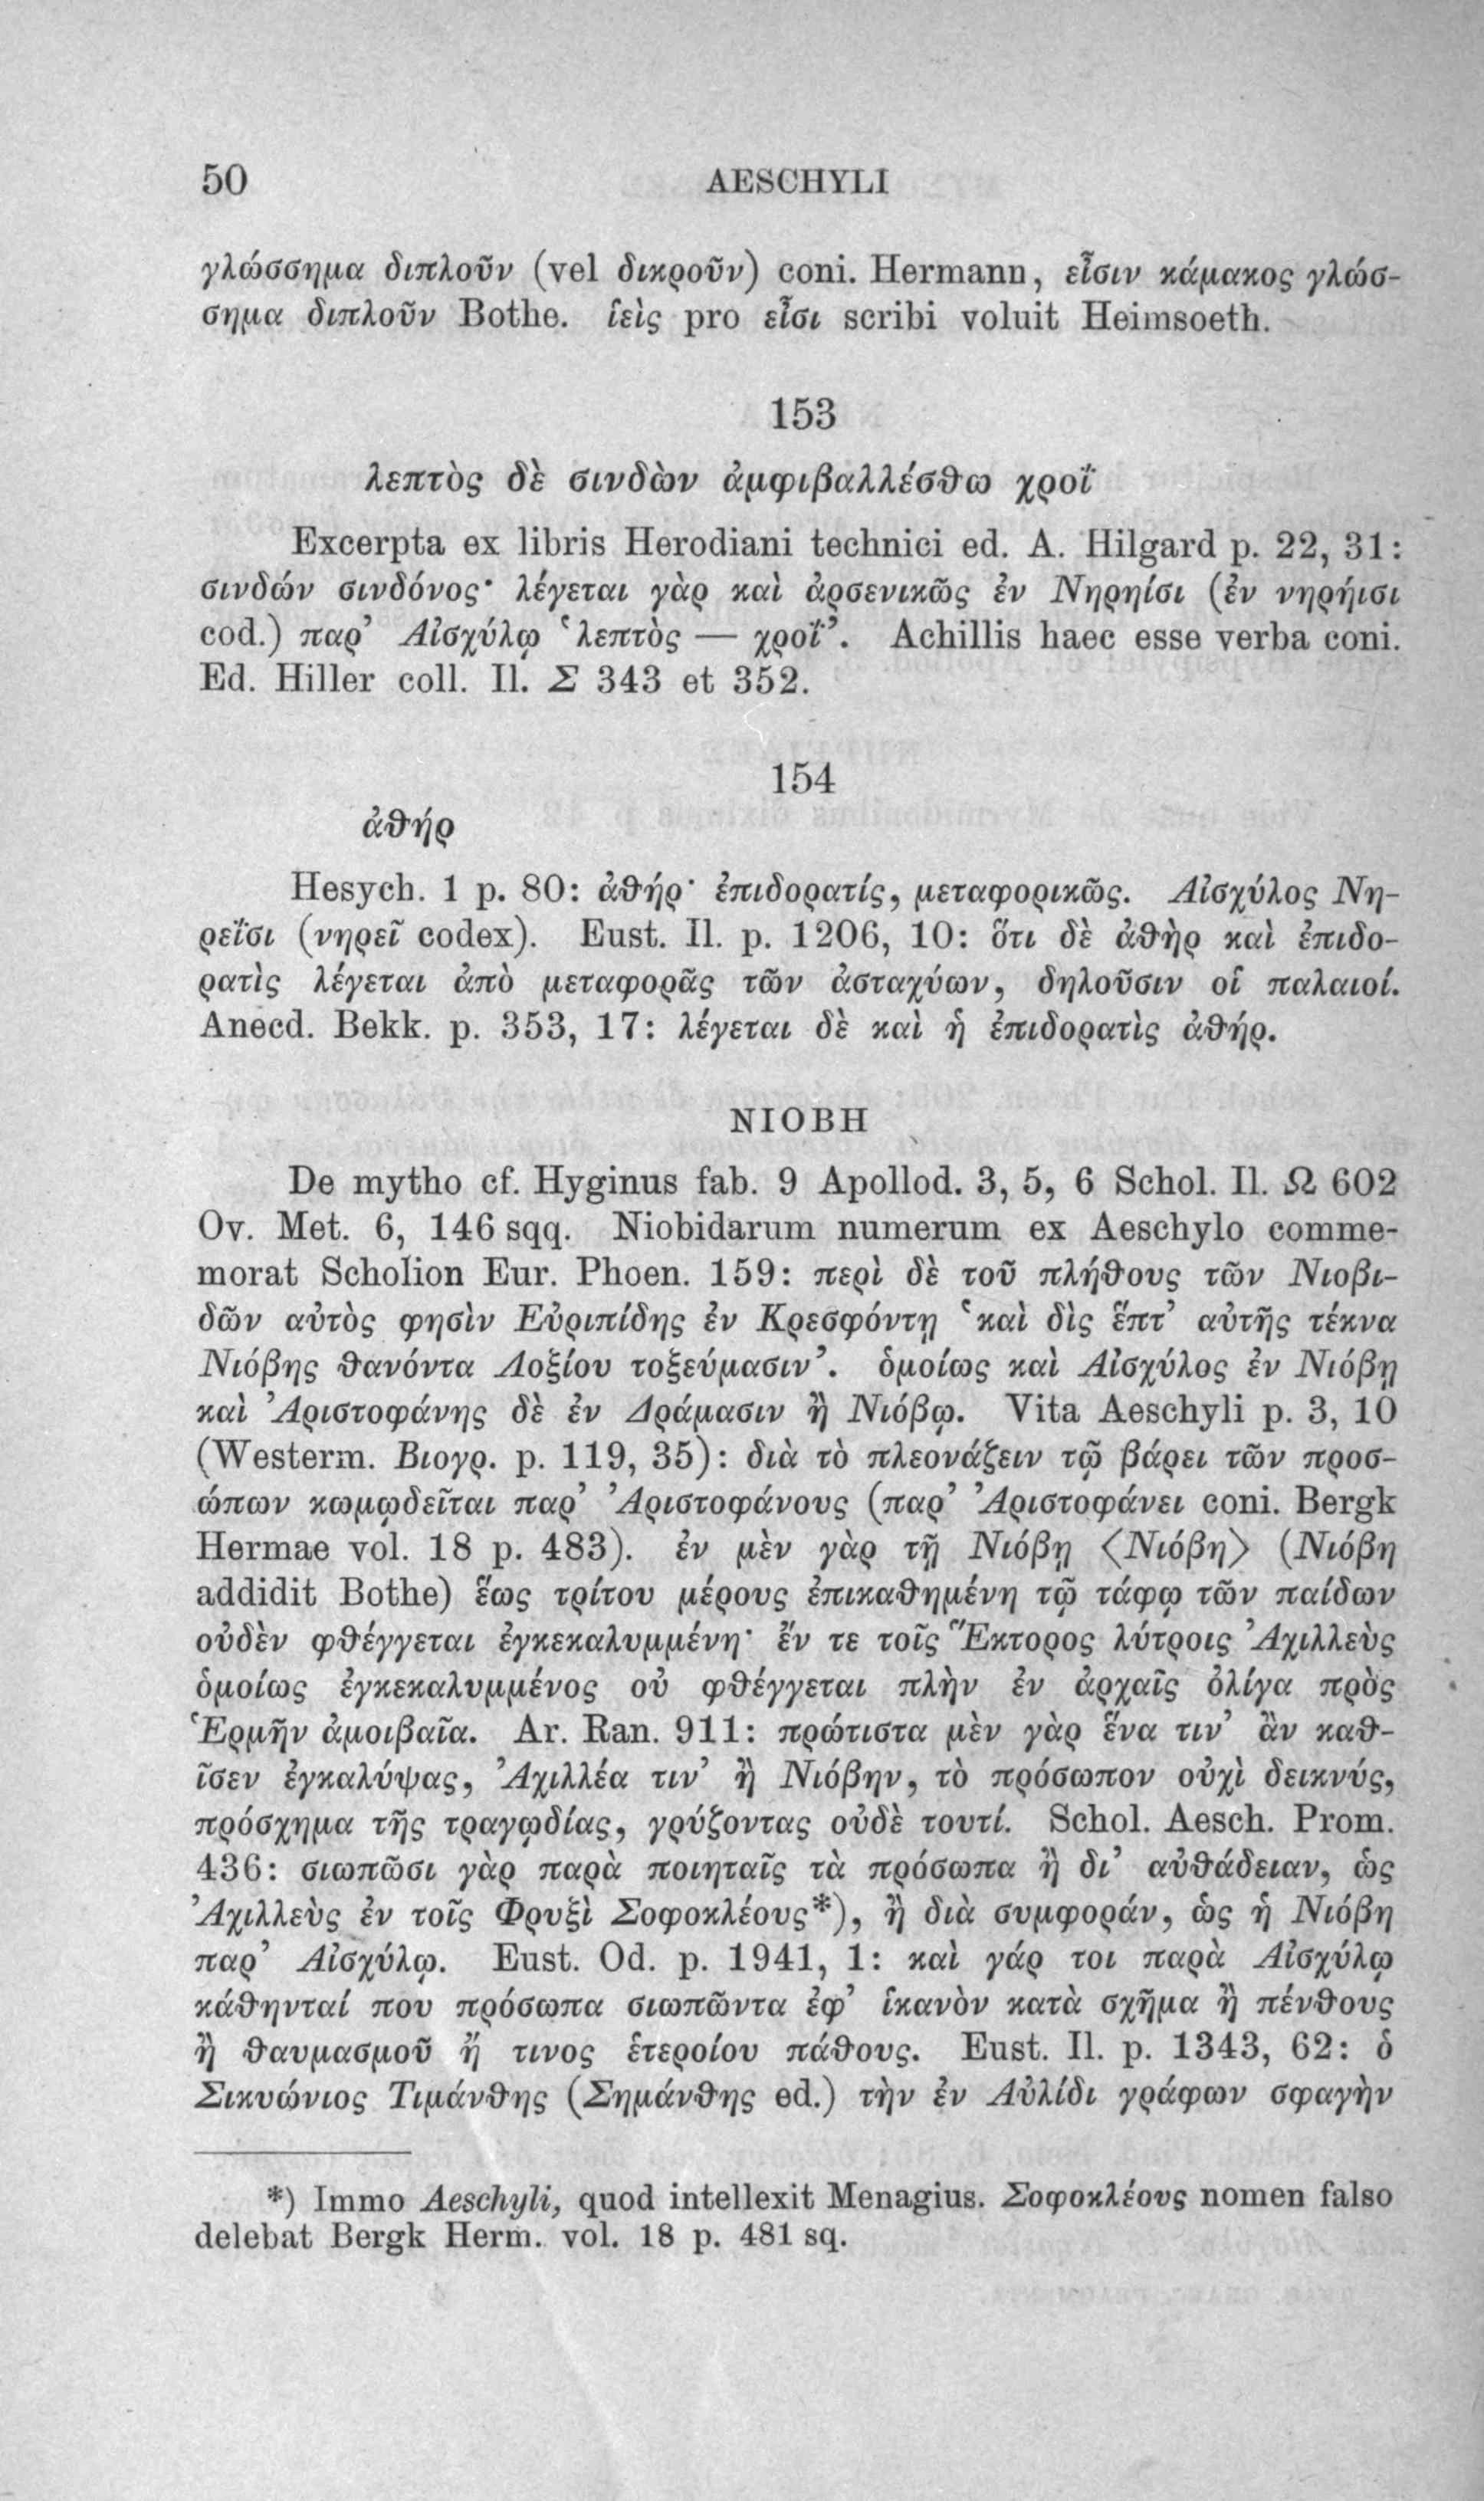 50
AESCHYLI
γλώσσημα διπλοῦν (vel δικροῦν) coni. Hermann, εἶσιν κάμακος γλώσ-
σημα διπλοῦν Bothe. ἱεὶς pro εἶσι scribi voluit Heimsoeth.
153
λεπτὸς δὲ σινδὼν ἀμφιβαλλέσθω χροΐ
Excerpta ex libris Herodiani technici ed. A. Hilgard p. 22, 31:
σινδών σινδόνος· λέγεται γὰρ καὶ ἀρσενικῶς ἐν Νηρηίσι (ἐν νηρήισι
cod.) παρ’ Αἰσχύλῳ ‘λεπτὸς — χροΐ’. Achillis haec esse verba coni.
Ed. Hiller coll. Il. Σ 343 et 352.
154
ἀθήρ
Hesych. 1 p. 80: ἀθήρ· ἐπιδορατίς, μεταφορικῶς. Αἰσχύλος Νη-
ρεΐσι (νηρεῖ codex). Eust. Il. p. 1206, 10: ὅτι δὲ ἀθὴρ καὶ ἐπιδο-
ρατὶς λέγεται ἀπὸ μεταφορᾶς τῶν ἀσταχύων, δηλοῦσιν οἱ παλαιοί.
Anecd. Bekk. p. 353, 17: λέγεται δὲ καὶ ἡ ἐπιδορατὶς ἀθήρ.
ΝΙΟΒΗ
De mytho cf. Hyginus fab. 9 Apollod. 3, 5, 6 Schol. Il. Ω 602
Ov. Met. 6, 146 sqq. Niobidarum numerum ex Aeschylo comme-
morat Scholion Eur. Phoen. 159: περὶ δὲ τοῦ πλήθους τῶν Νιοβι-
δῶν αὐτὸς φησὶν Εὐριπίδης ἐν Κρεσφόντῃ ‘καὶ δὶς ἕπτ’ αὐτῆς τέκνα
Νιόβης θανόντα Λοξίου τοξεύμασιν’. ὁμοίως καὶ Αἰσχύλος ἐν Νιόβῃ
καὶ Ἀριστοφάνης δὲ ἐν Δράμασιν ἢ Νιόβῳ. Vita Aeschyli p. 3, 10
(Westerm. Βιογρ. p. 119, 35): διὰ τὸ πλεονάζειν τῷ βάρει τῶν προσ-
ώπων κωμῳδεῖται παρ’ Ἀριστοφάνους (παρ’ Ἀριστοφάνει coni. Bergk
Hermae vol. 18 p. 483). ἐν μὲν γὰρ τῇ Νιόβῃ 〈Νιόβη〉 (Νιόβη
addidit Bothe) ἕως τρίτου μέρους ἐπικαθημένη τῷ τάφῳ τῶν παίδων
οὐδὲν φθέγγεται ἐγκεκαλυμμένη· ἔν τε τοῖς Ἕκτορος λύτροις Ἀχιλλεὺς
ὁμοίως ἐγκεκαλυμμένος οὐ φθέγγεται πλὴν ἐν ἀρχαῖς ὀλίγα πρὸς
Ἑρμῆν ἀμοιβαῖα. Ar. Ran. 911: πρώτιστα μὲν γὰρ ἕνα τιν’ ἂν καθ-
ῖσεν ἐγκαλύψας, Ἀχιλλέα τιν’ ἢ Νιόβην, τὸ πρόσωπον οὐχὶ δεικνύς,
πρόσχημα τῆς τραγῳδίας, γρύζοντας οὐδὲ τουτί. Schol. Aesch. Prom.
436: σιωπῶσι γὰρ παρὰ ποιηταῖς τὰ πρόσωπα ἢ δι’ αὐθάδειαν, ὡς
Ἀχιλλεὺς ἐν τοῖς Φρυξὶ Σοφοκλέους*), ἢ διὰ συμφοράν, ὡς ἡ Νιόβη
παρ’ Αἰσχύλῳ. Eust. Od. p. 1941, 1: καὶ γάρ τοι παρὰ Αἰσχύλῳ
κάθηνταί που πρόσωπα σιωπῶντα ἐφ’ ἱκανὸν κατὰ σχῆμα ἢ πένθους
ἢ θαυμασμοῦ ἤ τινος ἑτεροίου πάθους. Eust. Il. p. 1343, 62: ὁ
Σικυώνιος Τιμάνθης (Σημάνθης ed.) τὴν ἐν Αὐλίδι γράφων σφαγὴν
*) Immo Aeschyli, quod intellexit Menagius. Σοφοκλέους nomen falso
delebat Bergk Herm. vol. 18 p. 481 sq.